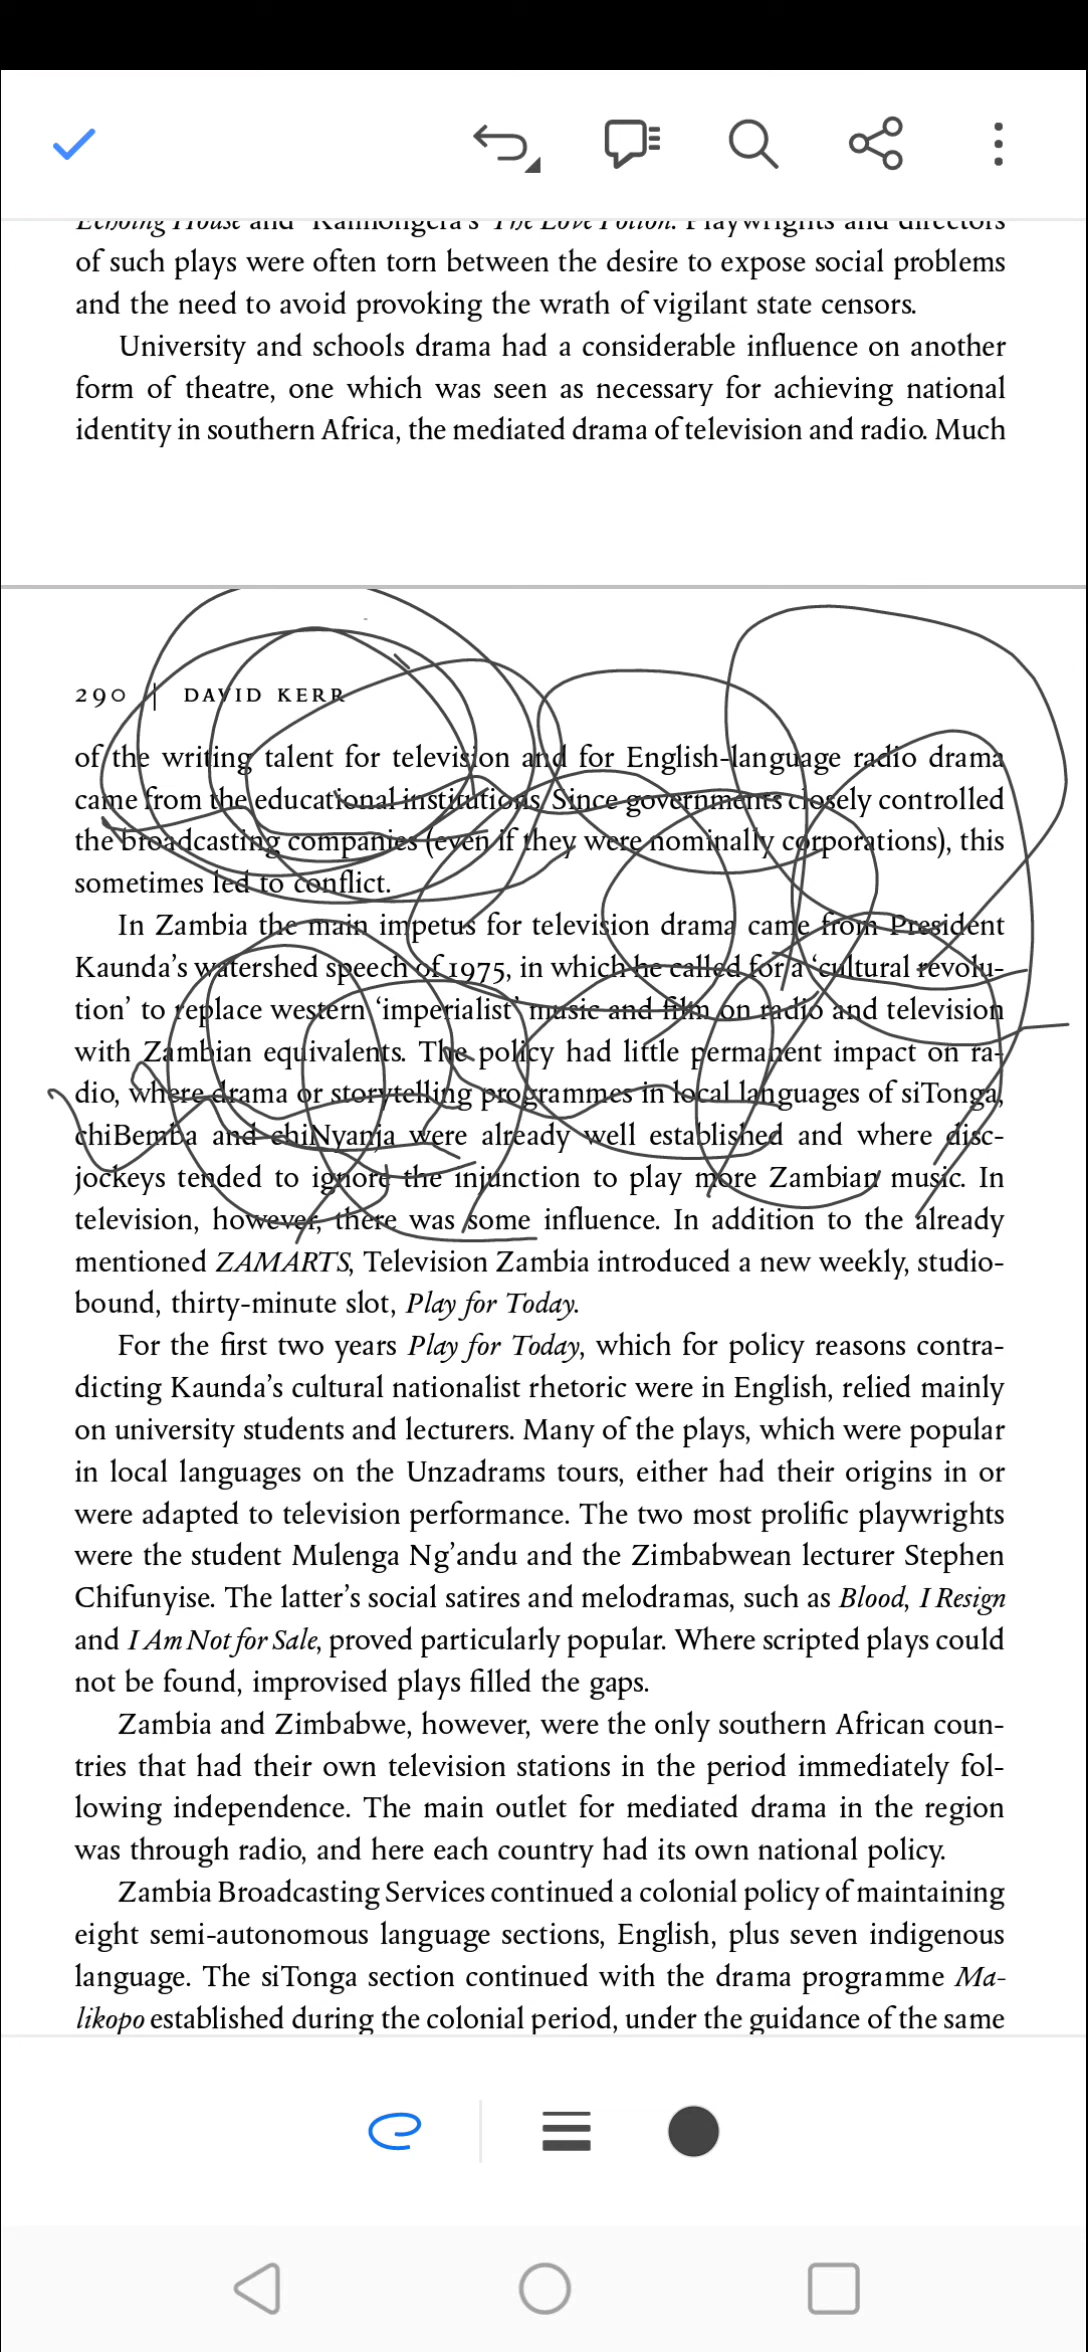 Echoing House and Kalimongera's The Love Potion. Playwrights and directors
of such plays were often torn between the desire to expose social problems
and the need to avoid provoking the wrath of vigilant state censors.
University and schools drama had a considerable influence on another
form of theatre, one which was seen as necessary for achieving national
identity in southern Africa, the mediated drama of television and radio. Much
290 | DAVID KERR
of the writing talent for television and for English-language radio drama
came from the educational institutions. Since governments closely controlled
the broadcasting companies (even if they were nominally corporations), this
sometimes led to conflict.
In Zambia the main impetus for television drama came from President
Kaunda's watershed speech of 1975, in which he called for a 'cultural revolu-
tion' to replace western 'imperialist' music and film on radio and television
with Zambian equivalents. The policy had little permanent impact on ra-
dio, where drama or storytelling programmes in local languages of siTonga,
chiBemba and chiNyanja were already well established and where disc-
jockeys tended to ignore the injunction to play more Zambian music. In
television, however, there was some influence. In addition to the already
mentioned ZAMARTS, Television Zambia introduced a new weekly, studio-
bound, thirty-minute slot, Play for Today.
For the first two years Play for Today, which for policy reasons contra-
dicting Kaunda's cultural nationalist rhetoric were in English, relied mainly
on university students and lecturers. Many of the plays, which were popular
in local languages on the Unzadrams tours, either had their origins in or
were adapted to television performance. The two most prolific playwrights
were the student Mulenga Ng'andu and the Zimbabwean lecturer Stephen
Chifunyise. The latter's social satires and melodramas, such as Blood, I Resign
and I Am Not for Sale, proved particularly popular. Where scripted plays could
not be found, improvised plays filled the gaps.
Zambia and Zimbabwe, however, were the only southern African coun-
tries that had their own television stations in the period immediately fol-
lowing independence. The main outlet for mediated drama in the region
was through radio, and here each country had its own national policy.
Zambia Broadcasting Services continued a colonial policy of maintaining
eight semi-autonomous language sections, English, plus seven indigenous
language. The siTonga section continued with the drama programme Ma-
likopo established during the colonial period, under the guidance of the same